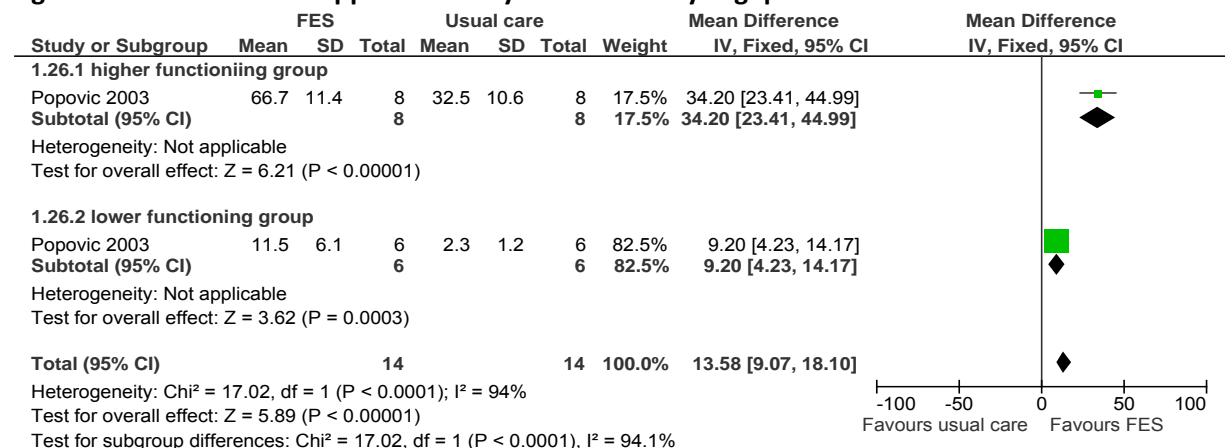 FES Usual care Mean Difference Mean Difference
Study or Subgroup Mean SD Total Mean SD Total Weight IV, Fixed, 95% CI IV, Fixed, 95% CI
1.26.1 higher functioniing group
Popovic 2003 66.7 11.4 8 32.5 10.6 8 17.5% 34.20 [23.41, 44.99]
Subtotal (95% CI) 8 8 17.5% 34.20 [23.41, 44.99]
Heterogeneity: Not applicable
Test for overall effect: Z = 6.21 (P < 0.00001)
1.26.2 lower functioning group
Popovic 2003 11.5 6.1 6 2.3 1.2 6 82.5% 9.20 [4.23, 14.17]
Subtotal (95% CI) 6 6 82.5% 9.20 [4.23, 14.17]
Heterogeneity: Not applicable
Test for overall effect: Z = 3.62 (P = 0.0003)
Total (95% CI) 14 14 100.0% 13.58 [9.07, 18.10]
Heterogeneity: Chi² = 17.02, df = 1 (P < 0.0001); I² = 94%
Test for overall effect: Z = 5.89 (P < 0.00001)
Test for subgroup differences: Chi² = 17.02, df = 1 (P < 0.0001), I² = 94.1%
-100 -50 0 50 100
Favours usual care Favours FES